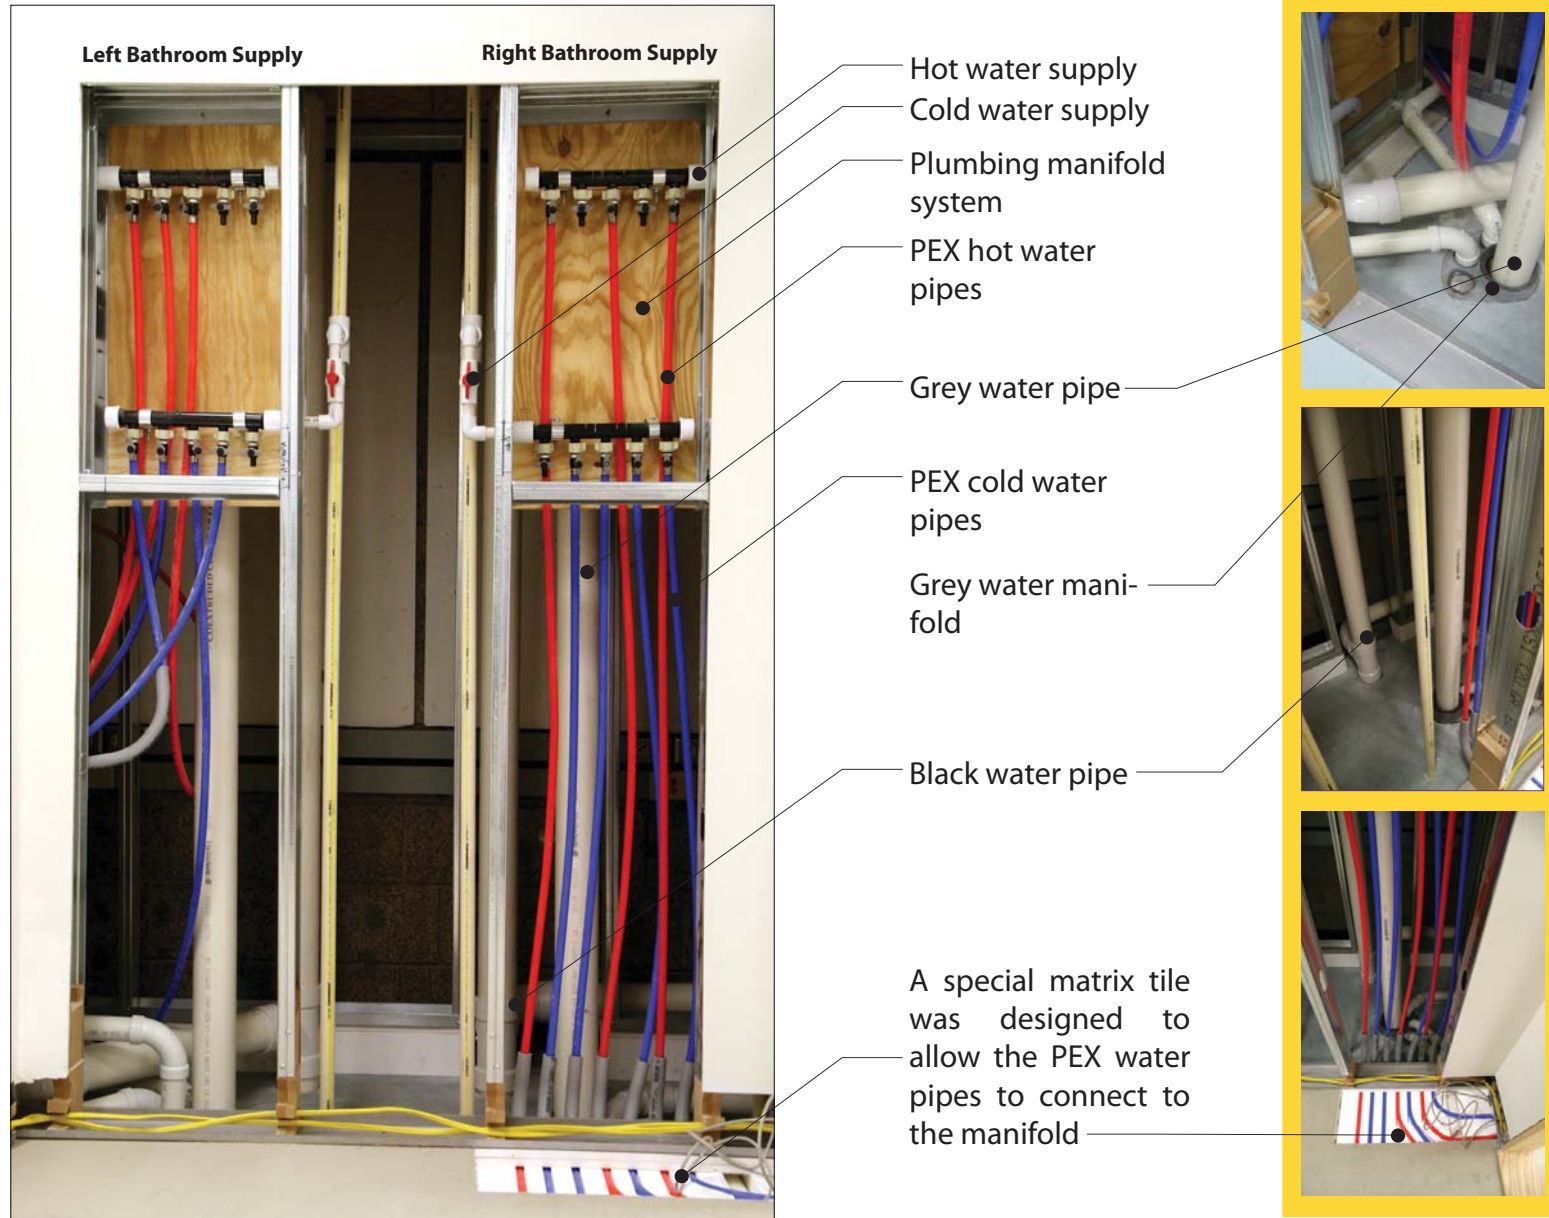 Left Bathroom Supply
Right Bathroom Supply
Hot water supply
Cold water supply
Plumbing manifold
system
PEX hot water
pipes
Grey water pipe
PEX cold water
pipes
Grey water mani-
fold
Black water pipe
A special matrix tile
was designed to
allow the PEX water
pipes to connect to
the manifold